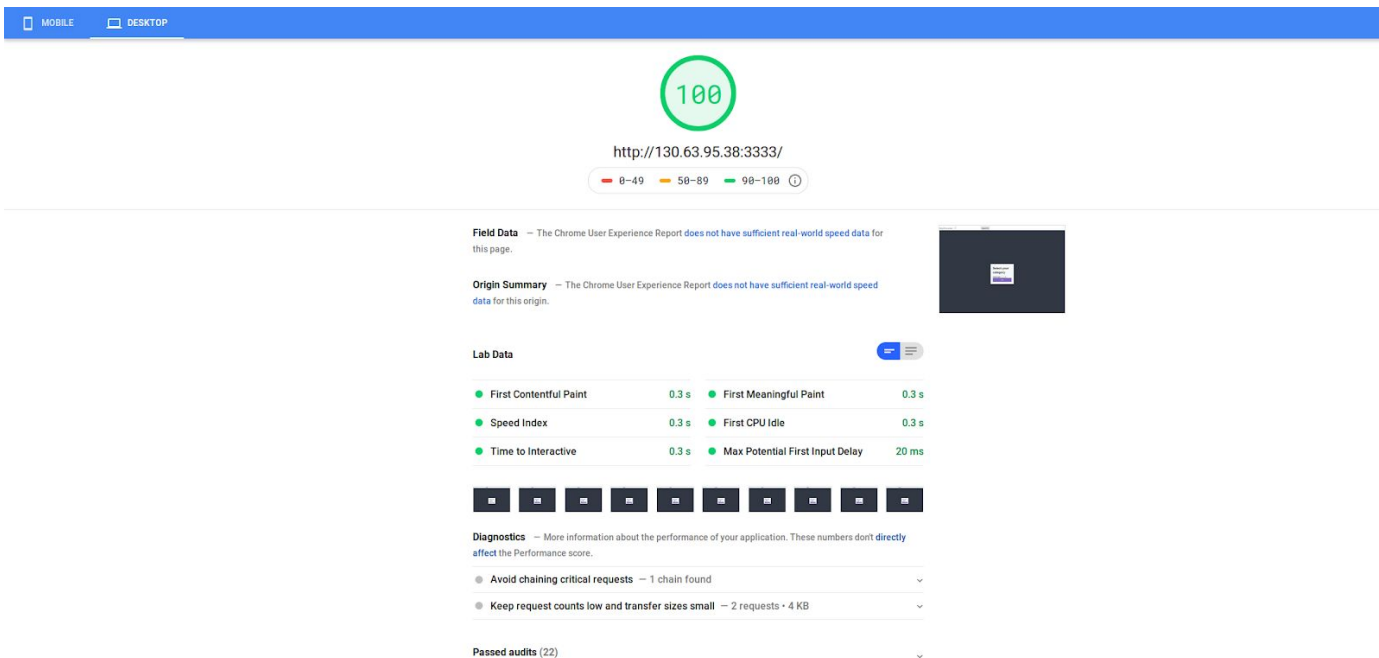 MOBILE
DESKTOP
100
http://130.63.95.38:3333/
0-49 50-89 90-100
Field Data — The Chrome User Experience Report does not have sufficient real-world speed data for
this page.
Origin Summary — The Chrome User Experience Report does not have sufficient real-world speed
data for this origin.
Lab Data
First Contentful Paint 0.3 s
First Meaningful Paint 0.3 s
Speed Index 0.3 s
First CPU Idle 0.3 s
Time to Interactive 0.3 s
Max Potential First Input Delay 20 ms
Diagnostics — More information about the performance of your application. These numbers don't directly
affect the Performance score.
Avoid chaining critical requests — 1 chain found
Keep request counts low and transfer sizes small — 2 requests • 4 KB
Passed audits (22)